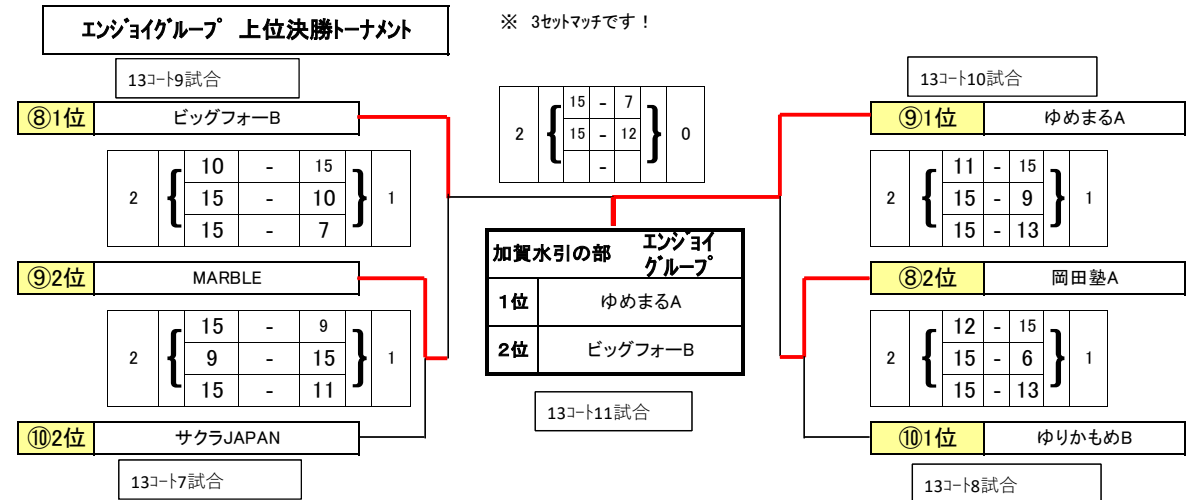 エンジョイグループ 上位決勝トーナメント
※ 3セットマッチです！
13コート9試合
13コート10試合
⑧1位 ビッグフォーB
2 { 15 - 7 } 0
15 - 12
-
⑨1位 ゆめまるA
2 { 10 - 15 } 1
15 - 10
15 - 7
2 { 11 - 15 } 1
15 - 9
15 - 13
加賀水引の部 エンジョイ
グループ
1位 ゆめまるA
2位 ビッグフォーB
⑨2位 MARBLE
⑧2位 岡田塾A
2 { 15 - 9 } 1
9 - 15
15 - 11
2 { 12 - 15 } 1
15 - 6
15 - 13
13コート11試合
⑩2位 サクラJAPAN
⑩1位 ゆりかもめB
13コート7試合
13コート8試合